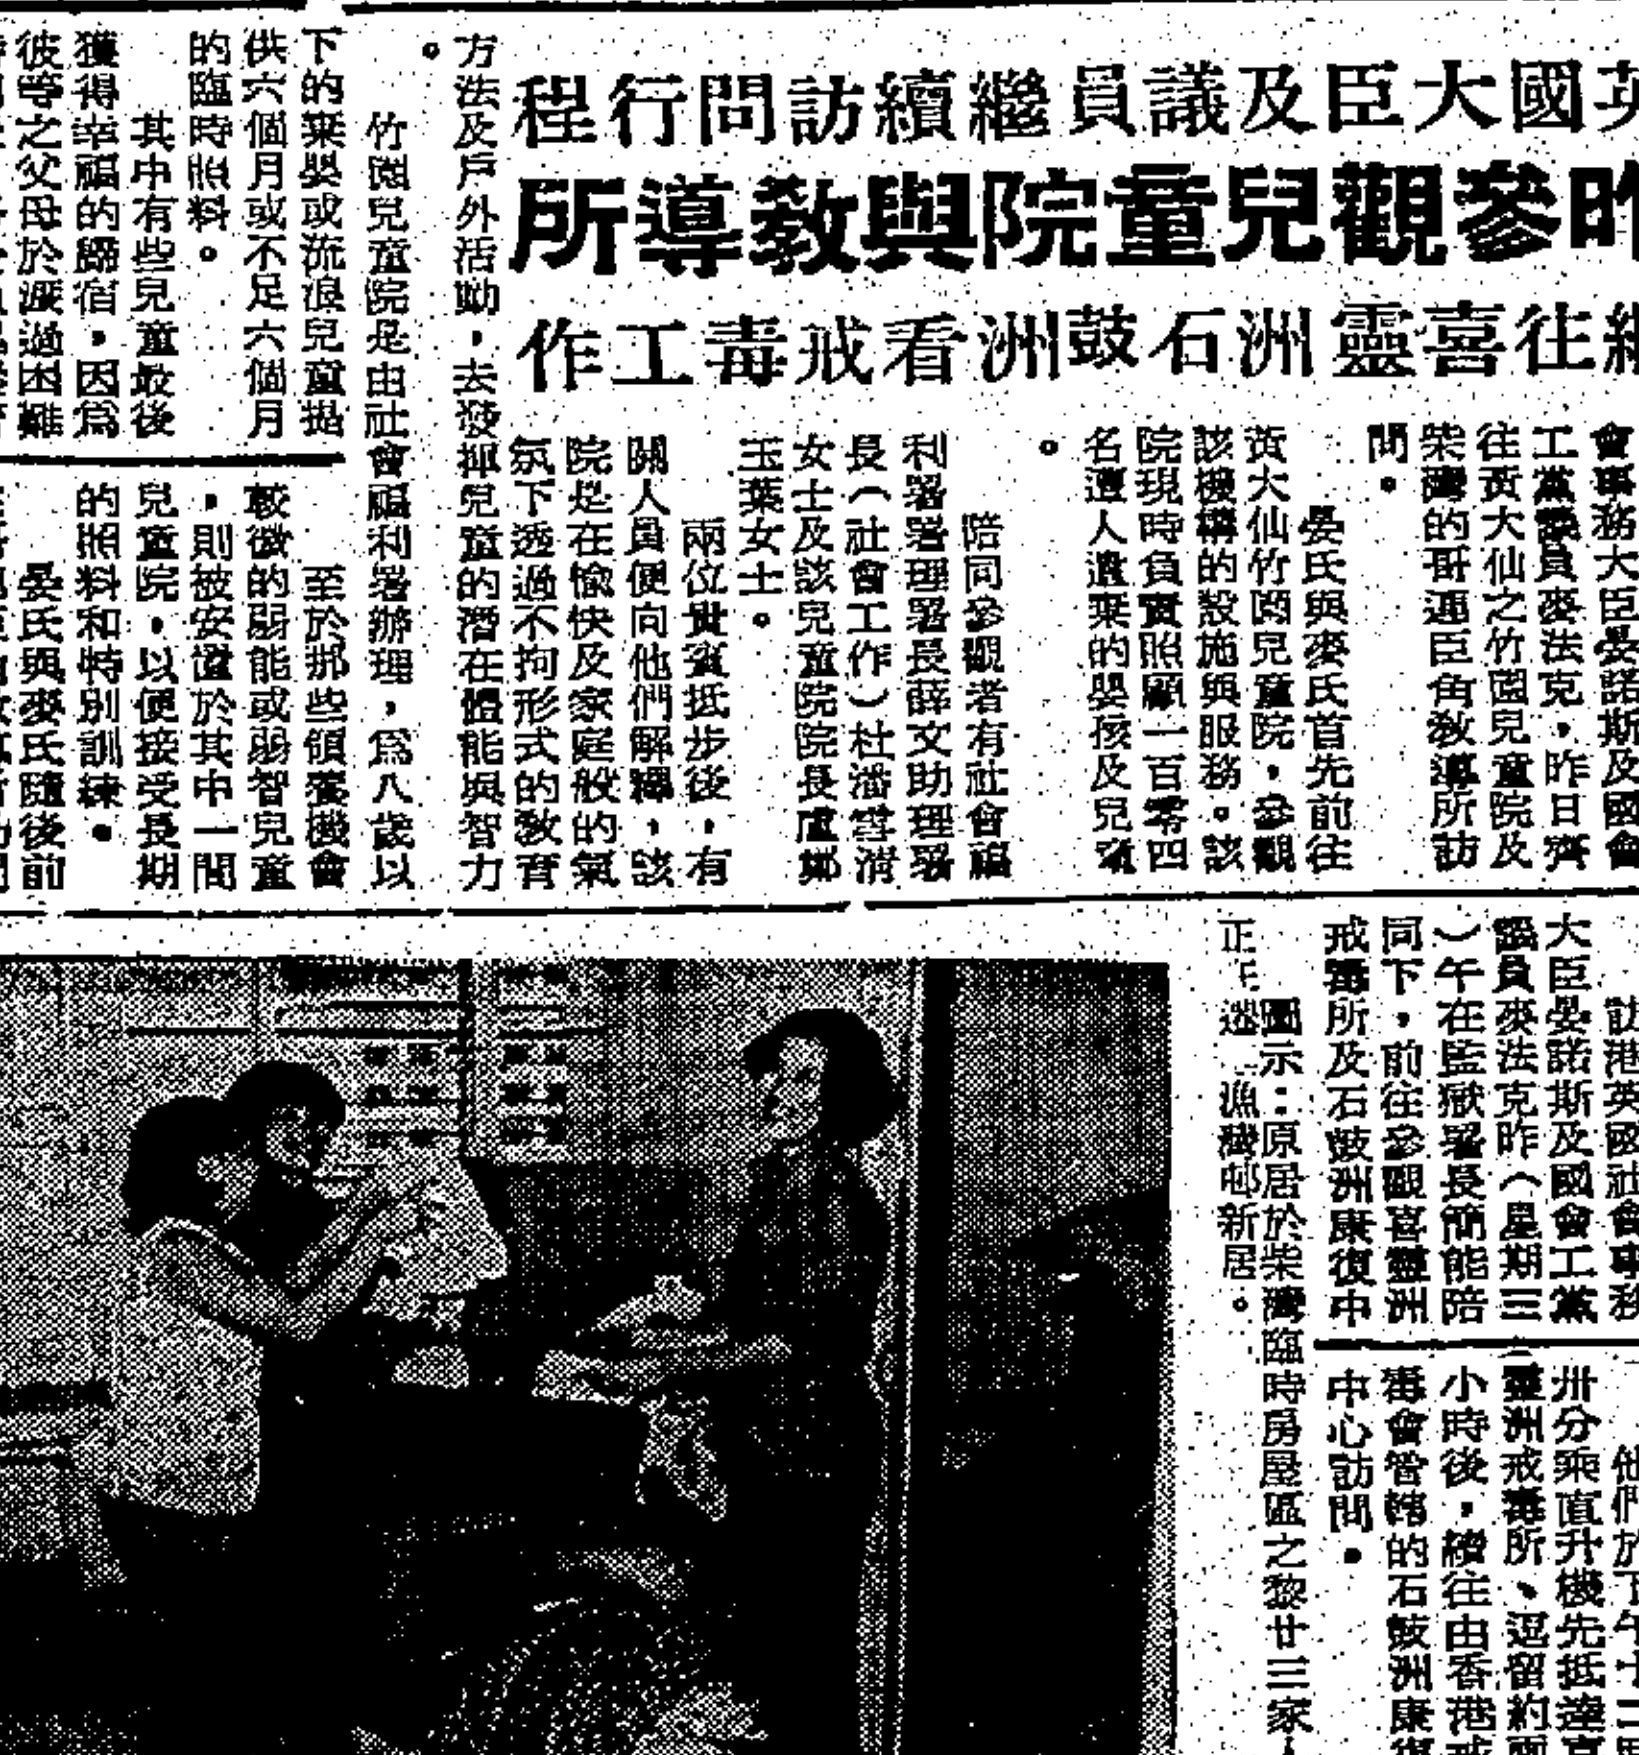 英國大臣及議員繼續訪問行程
昨參觀兒童院與教導所
繼往喜靈洲石鼓洲看戒毒工作
會事務大臣晏諾斯及國會
工黨議員麥法克，昨日齊
往黃大仙之竹園兒童院及
柴灣的哥連臣角教導所訪
問。
晏氏與麥氏首先前往
黃大仙竹園兒童院，參觀
該機構的設施與服務。該
院現時負責照顧一百零四
名遭人遺棄的嬰孩及兒童
。
陪同參觀者有社會福
利署署理署長薛文助理署
長（社會工作）杜潘雪清
女士及該兒童院院長盧鄭
玉葉女士。
兩位貴賓抵步後，有
關人員便向他們解釋，該
院是在愉快及家庭般的氣
氛下透過不拘形式的教育
方法及戶外活動，去發揮兒童的潛在體能與智力
。
竹園兒童院是由社會福利署辦理，為八歲以
下的棄嬰或流浪兒童提
供六個月或不足六個月
的臨時照料。
其中有些兒童最後
獲得幸福的歸宿，因為
彼等之父母於渡過困難
至於那些領養機會
較微的弱能或弱智兒童
，則被安置於其中一間
兒童院，以便接受長期
的照料和特別訓練。
晏氏與麥氏隨後前
訪港英國社會事務
大臣晏諾斯及國會工黨
議員麥法克昨（星期三
）午在監獄署長簡能陪
同下，前往參觀喜靈洲
戒毒所及石鼓洲康復中
他們於下午十二
卅分乘直升機先抵達喜
靈洲戒毒所、逗留約兩
小時後，續往由香港戒
毒會管轄的石鼓洲康復
中心訪問。
圖示：原居於柴灣臨時房屋區之黎廿三家人
正 遷 漁灣邨新居。